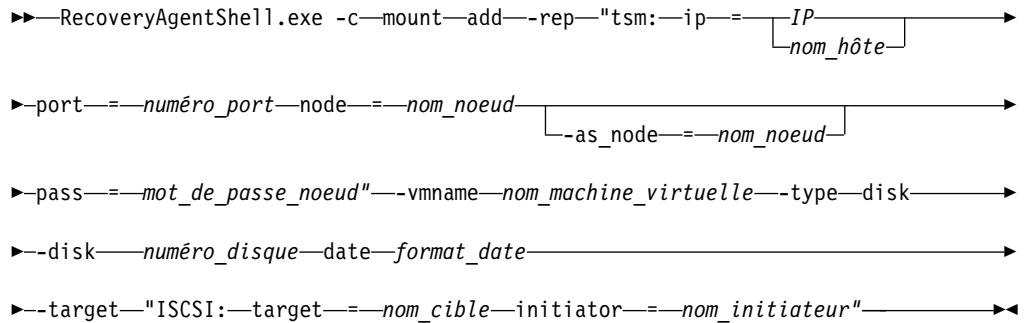 RecoveryAgentShell.exe -c mount add -rep "tsm: ip = IP
nom_hôte
port = numéro_port node = nom_noeud
-as_node = nom_noeud
pass = mot_de_passe_noeud" -vmname nom_machine_virtuelle -type disk
-disk numéro_disque date format_date
-target "ISCSI: target = nom_cible initiator = nom_initiateur"